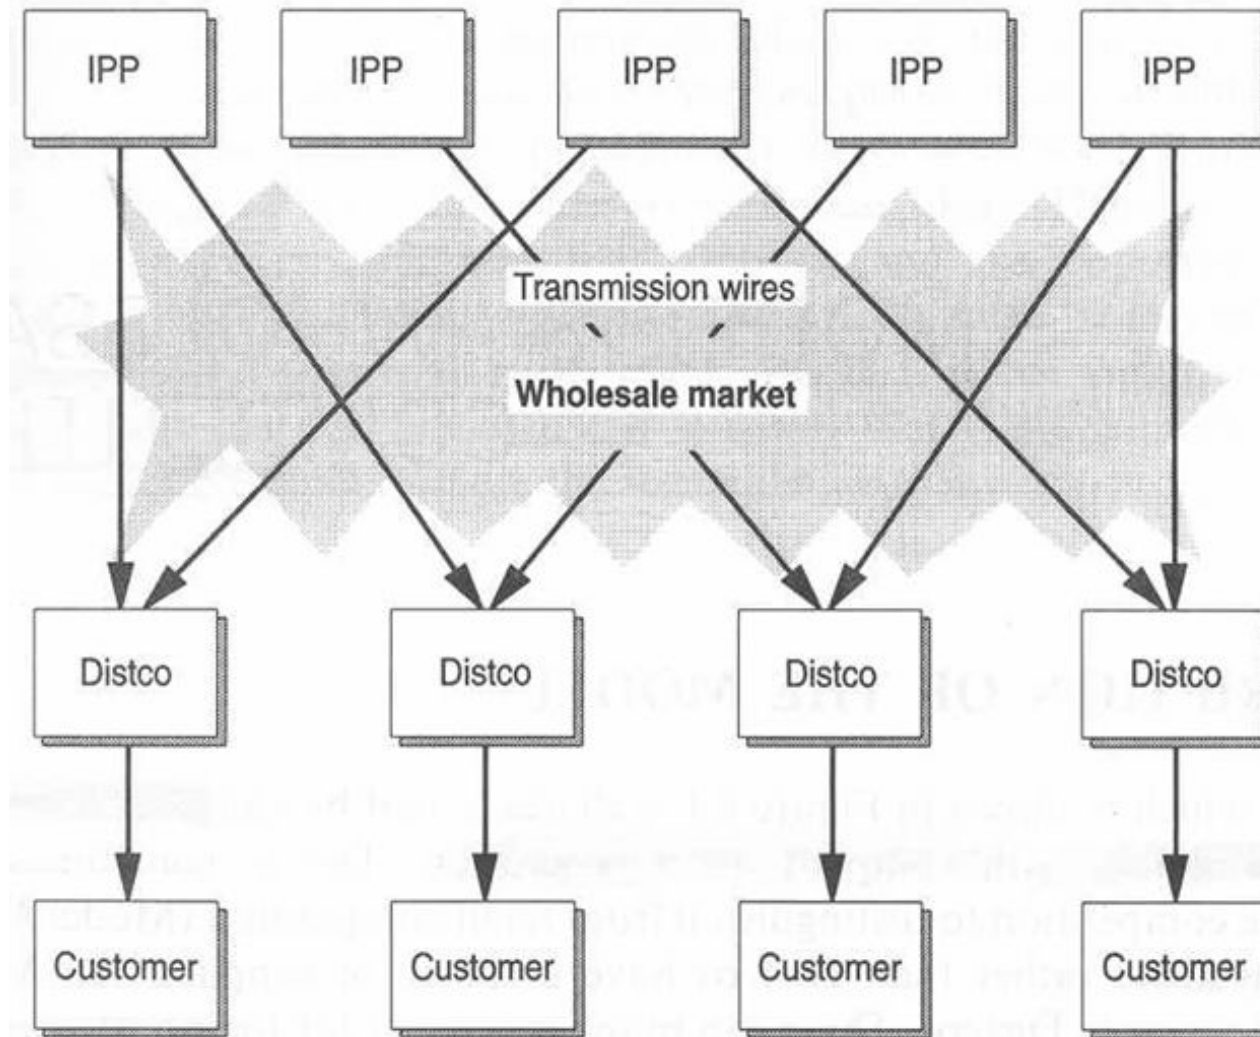 IPP IPP IPP IPP IPP
Transmission wires
Wholesale market
Distco Distco Distco Distco
Customer Customer Customer Customer